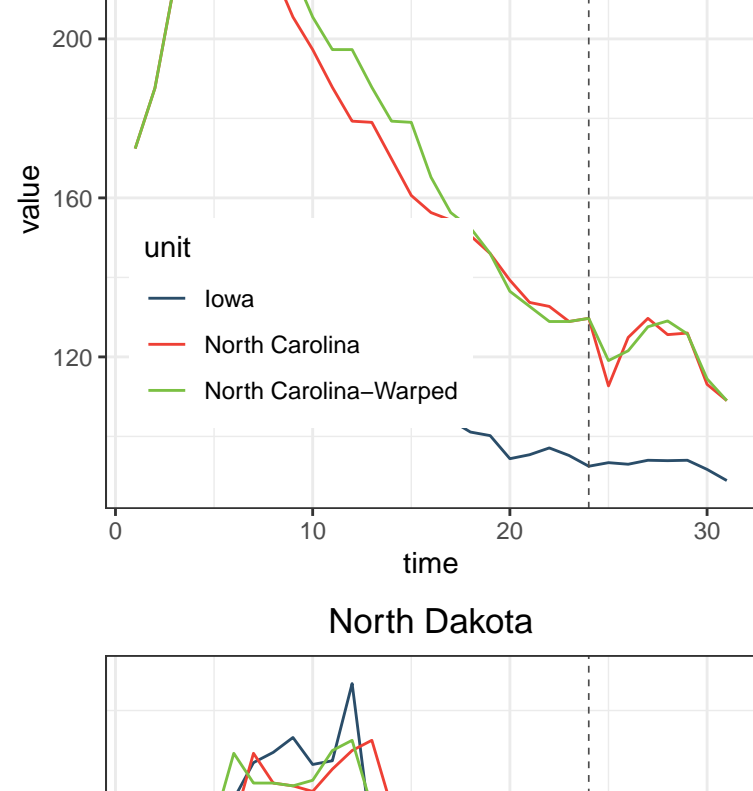 200
160
120
value
unit
Iowa
North Carolina
North Carolina−Warped
0 10 20 30
time
North Dakota